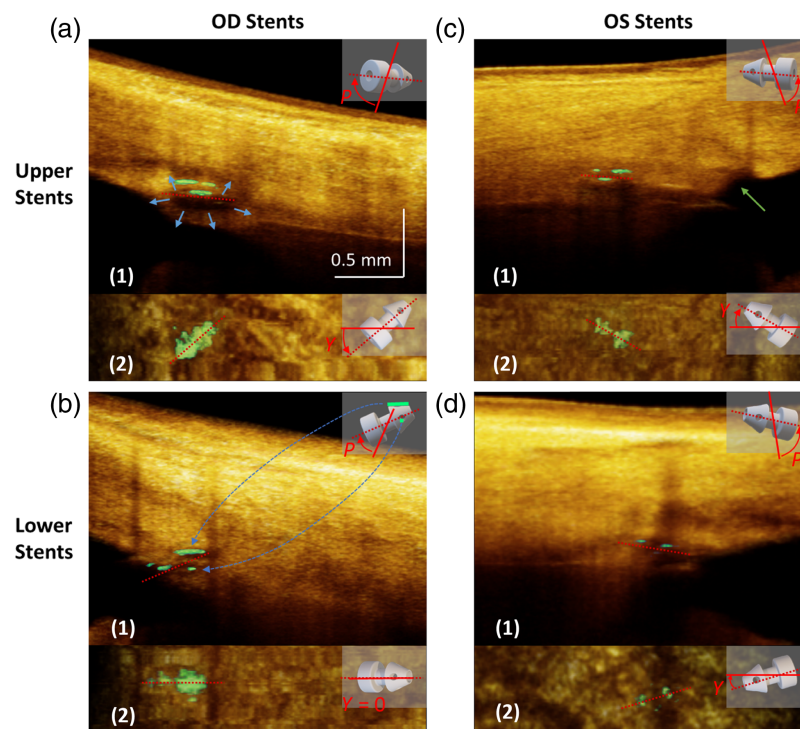 OD Stents
OS Stents
(a)
(c)
P
Upper
Stents
0.5 mm
(1)
(1)
Y
(2)
Y
(2)
(b)
(d)
P
P
Lower
Stents
(1)
(1)
Y = 0
(2)
Y
(2)